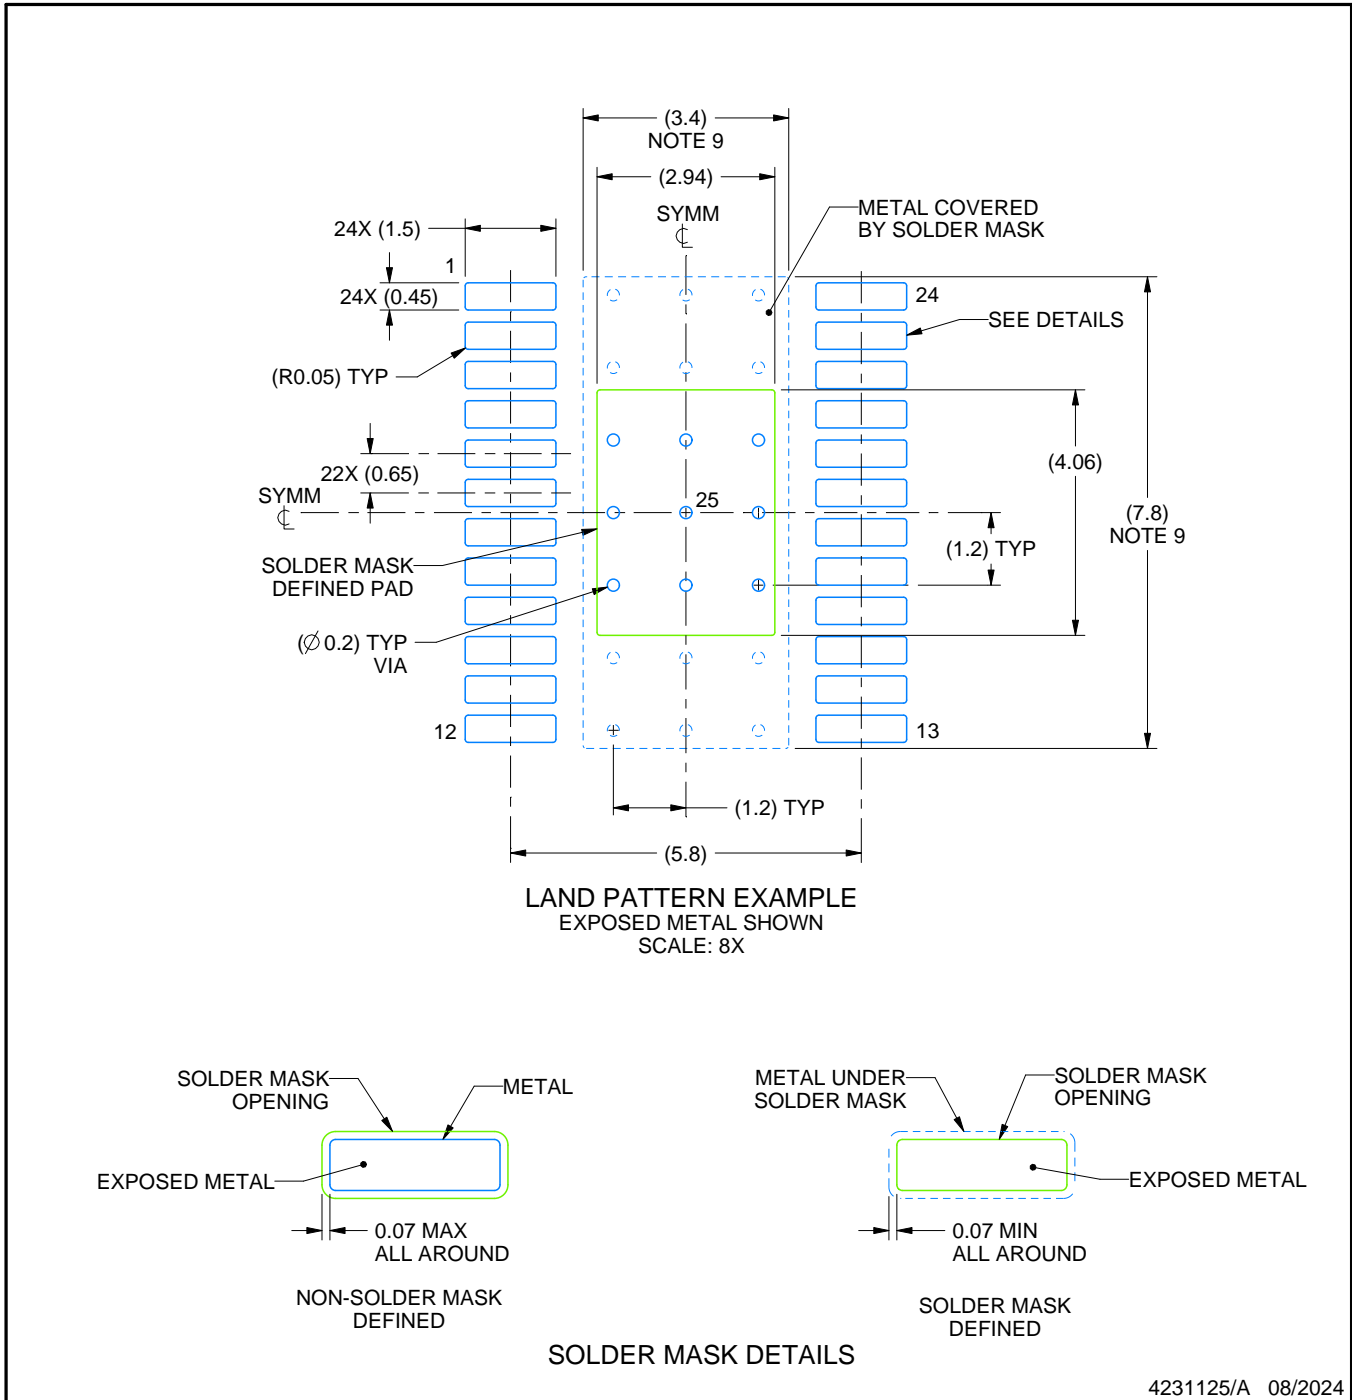 (3.4)
NOTE 9
(2.94)
SYMM
METAL COVERED
BY SOLDER MASK
24X (1.5)
1
24X (0.45)
24
SEE DETAILS
(R0.05) TYP
(4.06)
22X (0.65)
SYMM
25
(7.8)
NOTE 9
(1.2) TYP
SOLDER MASK
DEFINED PAD
(∅ 0.2) TYP
VIA
12
13
(1.2) TYP
(5.8)
LAND PATTERN EXAMPLE
EXPOSED METAL SHOWN
SCALE: 8X
SOLDER MASK
OPENING
METAL
EXPOSED METAL
0.07 MAX
ALL AROUND
NON-SOLDER MASK
DEFINED
METAL UNDER
SOLDER MASK
SOLDER MASK
OPENING
EXPOSED METAL
0.07 MIN
ALL AROUND
SOLDER MASK
DEFINED
SOLDER MASK DETAILS
4231125/A 08/2024